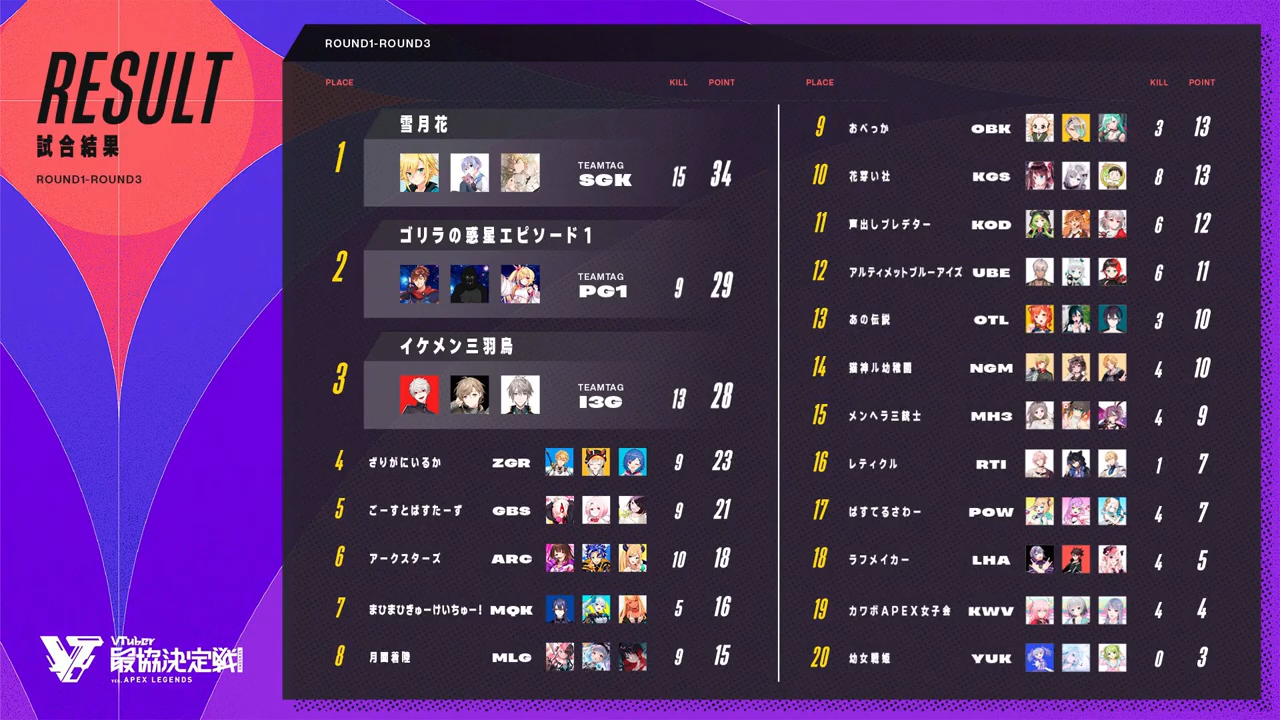 RESULT
試合結果
ROUND1-ROUND3
VTuber
最協決定戦
ver.APEX LEGENDS
ROUND1-ROUND3
PLACE KILL POINT
1 雪月花 TEAMTAG SGK 15 34
2 ゴリラの惑星エピソード1 TEAMTAG PG1 9 29
3 イケメン三羽烏 TEAMTAG I3G 13 28
4 ざりがにいるか ZGR 9 23
5 ごーすとばすたーず GBS 9 21
6 アークスターズ ARC 10 18
7 まひまひぎゅーけいちゅー! MQK 5 16
8 月面着陸 MLG 9 15
PLACE KILL POINT
9 おべっか OBK 3 13
10 花芽い社 KGS 8 13
11 声出しプレデター KOD 6 12
12 アルティメットブルーアイズ UBE 6 11
13 あの伝説 OTL 3 10
14 猫神ル幼稚園 NGM 4 10
15 メンヘラ三銃士 MH3 4 9
16 レティクル RTI 1 7
17 ぱすてるさわー POW 4 7
18 ラフメイカー LHA 4 5
19 カワボAPEX女子会 KWV 4 4
20 幼女戦姫 YUK 0 3